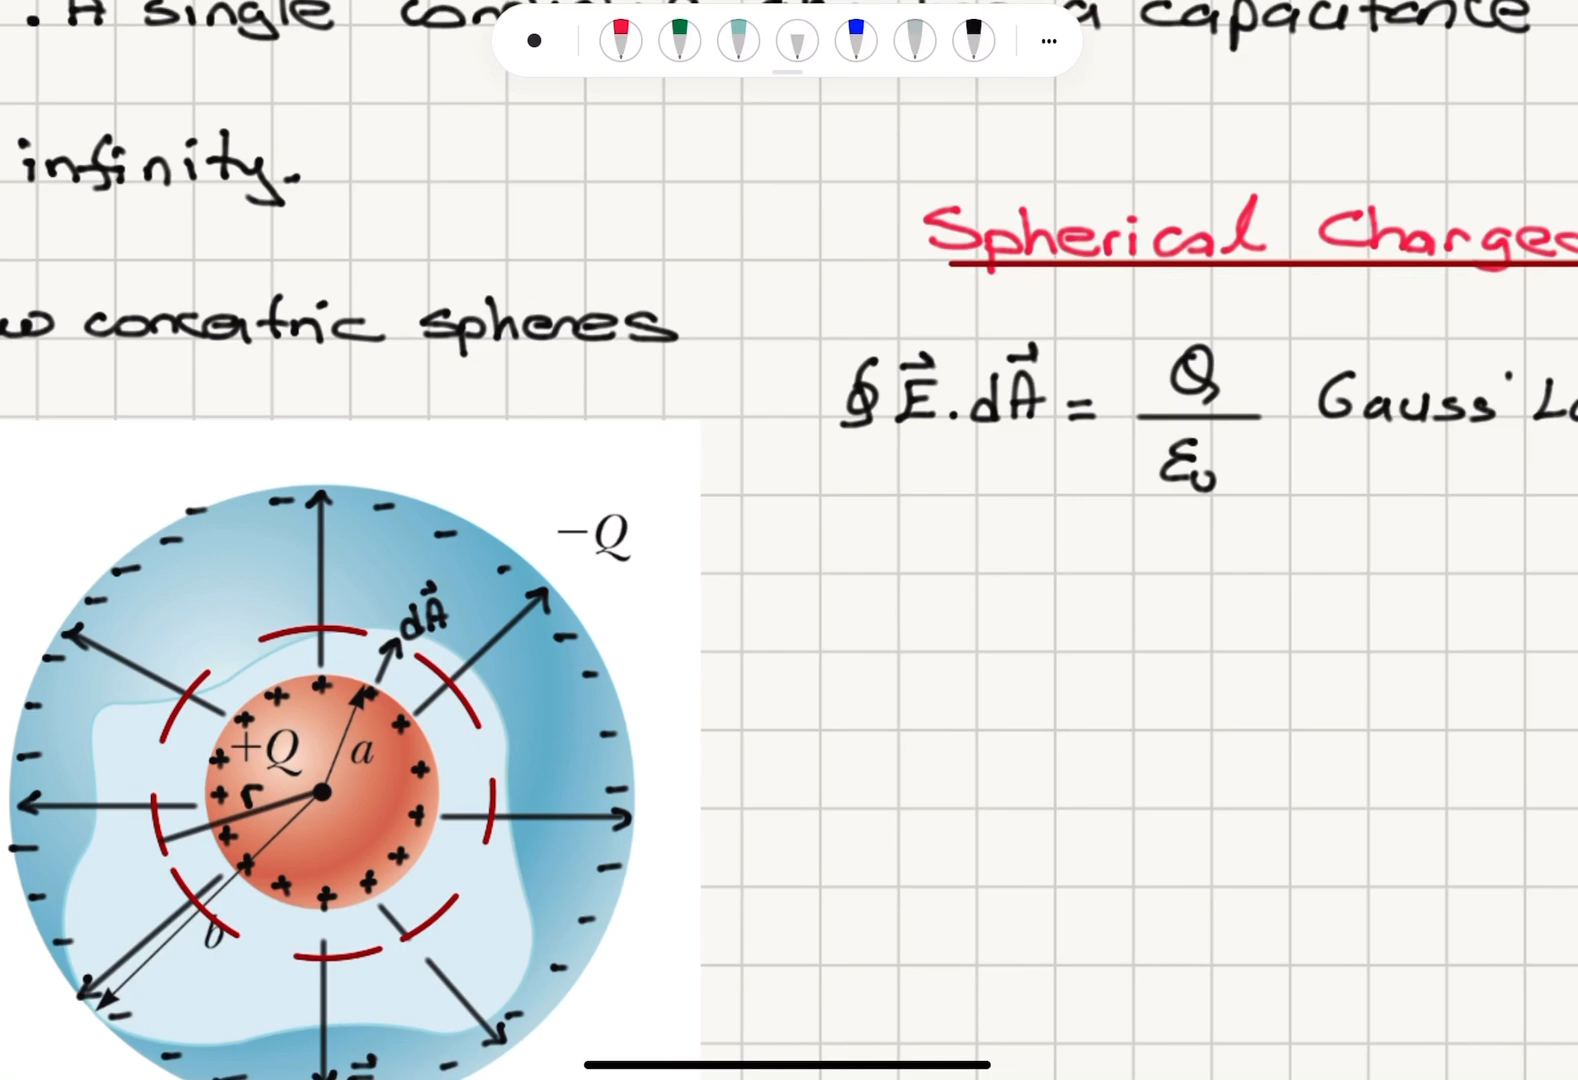 . A single a capacitance
infinity.
Spherical Charges
concentric spheres
∮ E⃗ . dA⃗ = Q / ε₀ Gauss'
-Q
dA⃗
+Q
a
r
b